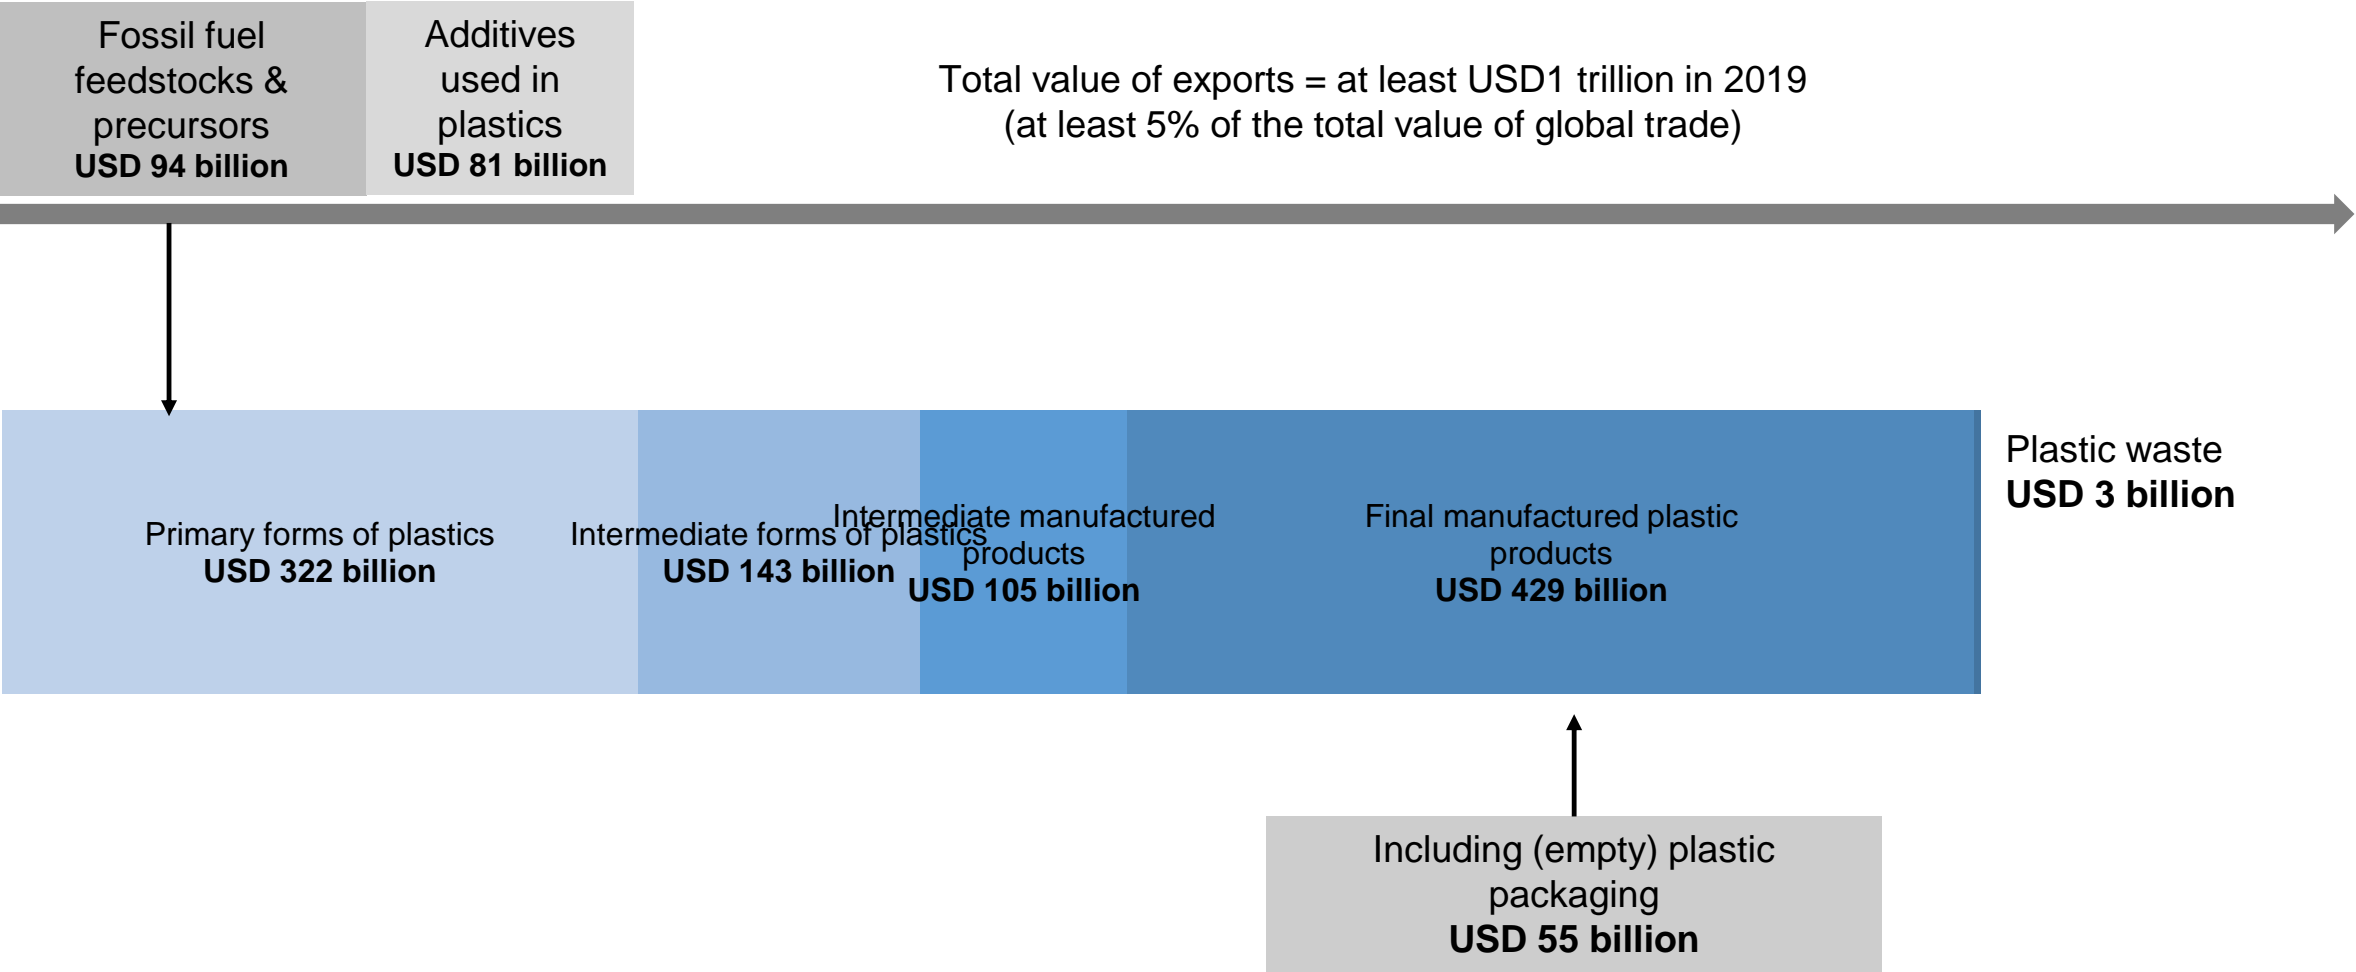 Fossil fuel
feedstocks &
precursors
USD 94 billion
Additives
used in
plastics
USD 81 billion
Total value of exports = at least USD1 trillion in 2019
(at least 5% of the total value of global trade)
Primary forms of plastics
USD 322 billion
Intermediate forms of plastics
USD 143 billion
Intermediate manufactured
products
USD 105 billion
Final manufactured plastic
products
USD 429 billion
Plastic waste
USD 3 billion
Including (empty) plastic
packaging
USD 55 billion